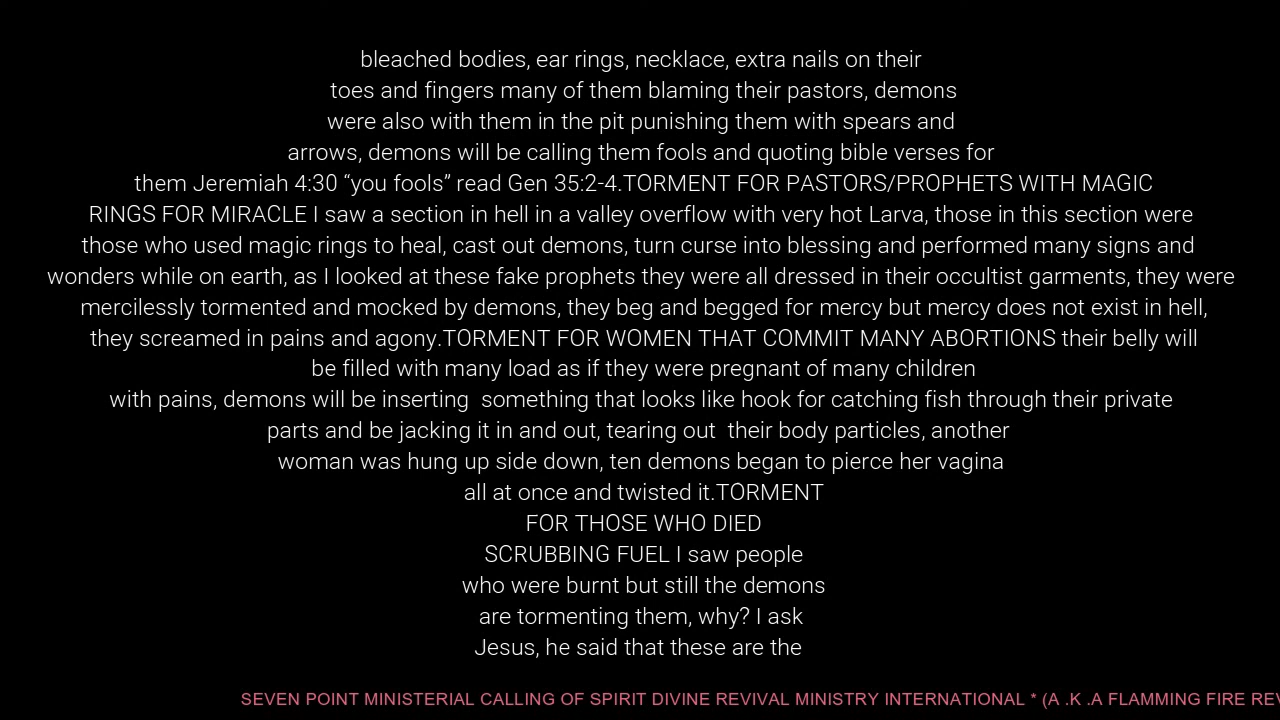 bleached bodies, ear rings, necklace, extra nails on their
toes and fingers many of them blaming their pastors, demons
were also with them in the pit punishing them with spears and
arrows, demons will be calling them fools and quoting bible verses for
them Jeremiah 4:30 “you fools” read Gen 35:2-4.TORMENT FOR PASTORS/PROPHETS WITH MAGIC
RINGS FOR MIRACLE I saw a section in hell in a valley overflow with very hot Larva, those in this section were
those who used magic rings to heal, cast out demons, turn curse into blessing and performed many signs and
wonders while on earth, as I looked at these fake prophets they were all dressed in their occultist garments, they were
mercilessly tormented and mocked by demons, they beg and begged for mercy but mercy does not exist in hell,
they screamed in pains and agony.TORMENT FOR WOMEN THAT COMMIT MANY ABORTIONS their belly will
be filled with many load as if they were pregnant of many children
with pains, demons will be inserting  something that looks like hook for catching fish through their private
parts and be jacking it in and out, tearing out  their body particles, another
woman was hung up side down, ten demons began to pierce her vagina
all at once and twisted it.TORMENT
FOR THOSE WHO DIED
SCRUBBING FUEL I saw people
who were burnt but still the demons
are tormenting them, why? I ask
Jesus, he said that these are the
SEVEN POINT MINISTERIAL CALLING OF SPIRIT DIVINE REVIVAL MINISTRY INTERNATIONAL * (A .K .A FLAMMING FIRE REV